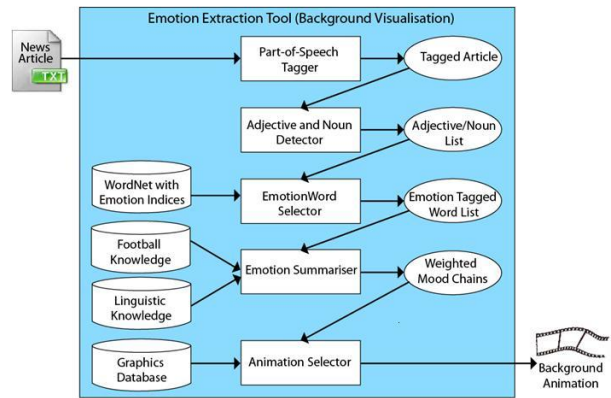 Emotion Extraction Tool (Background Visualisation)
News
Article
TXT
Part-of-Speech
Tagger
Tagged Article
Adjective and Noun
Detector
Adjective/Noun
List
WordNet with
Emotion Indices
EmotionWord
Selector
Emotion Tagged
Word List
Football
Knowledge
Emotion Summariser
Weighted
Mood Chains
Linguistic
Knowledge
Graphics
Database
Animation Selector
Background
Animation